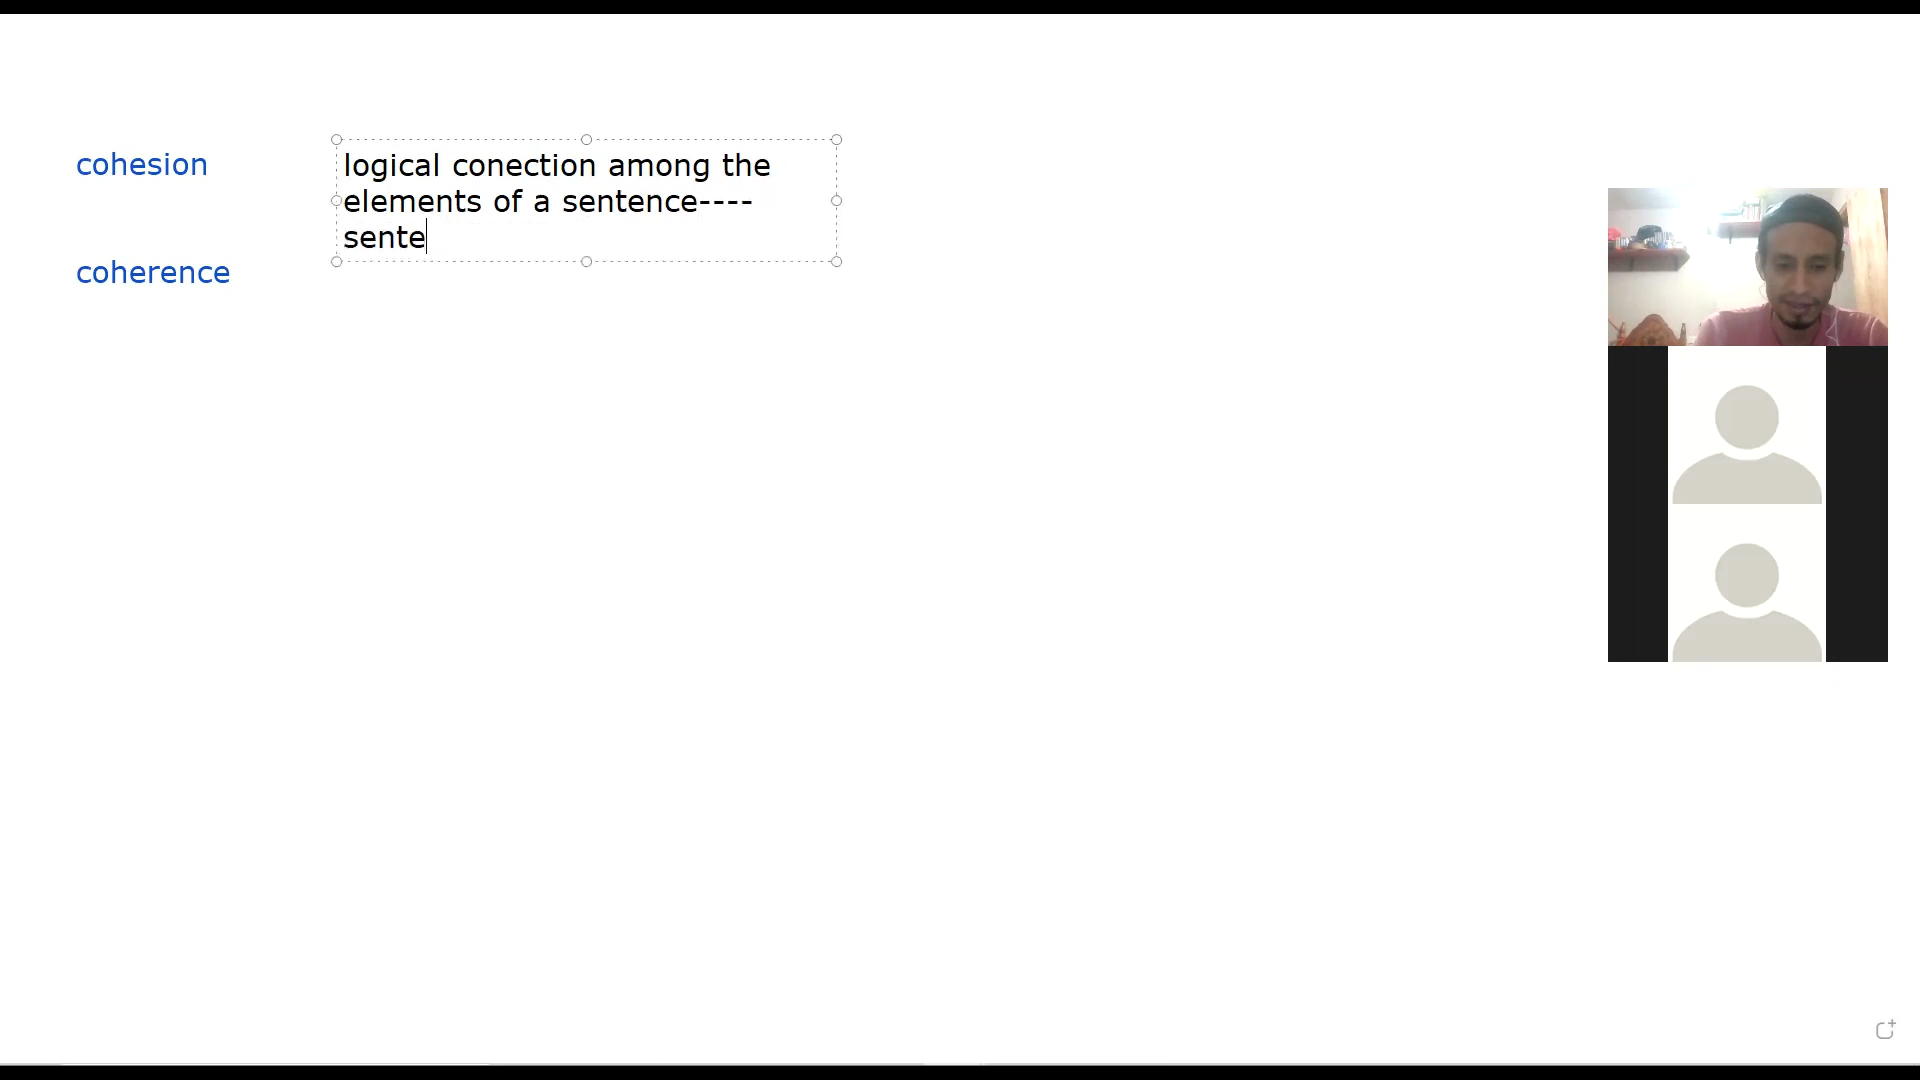 cohesion
logical conection among the
elements of a sentence----
sente
coherence